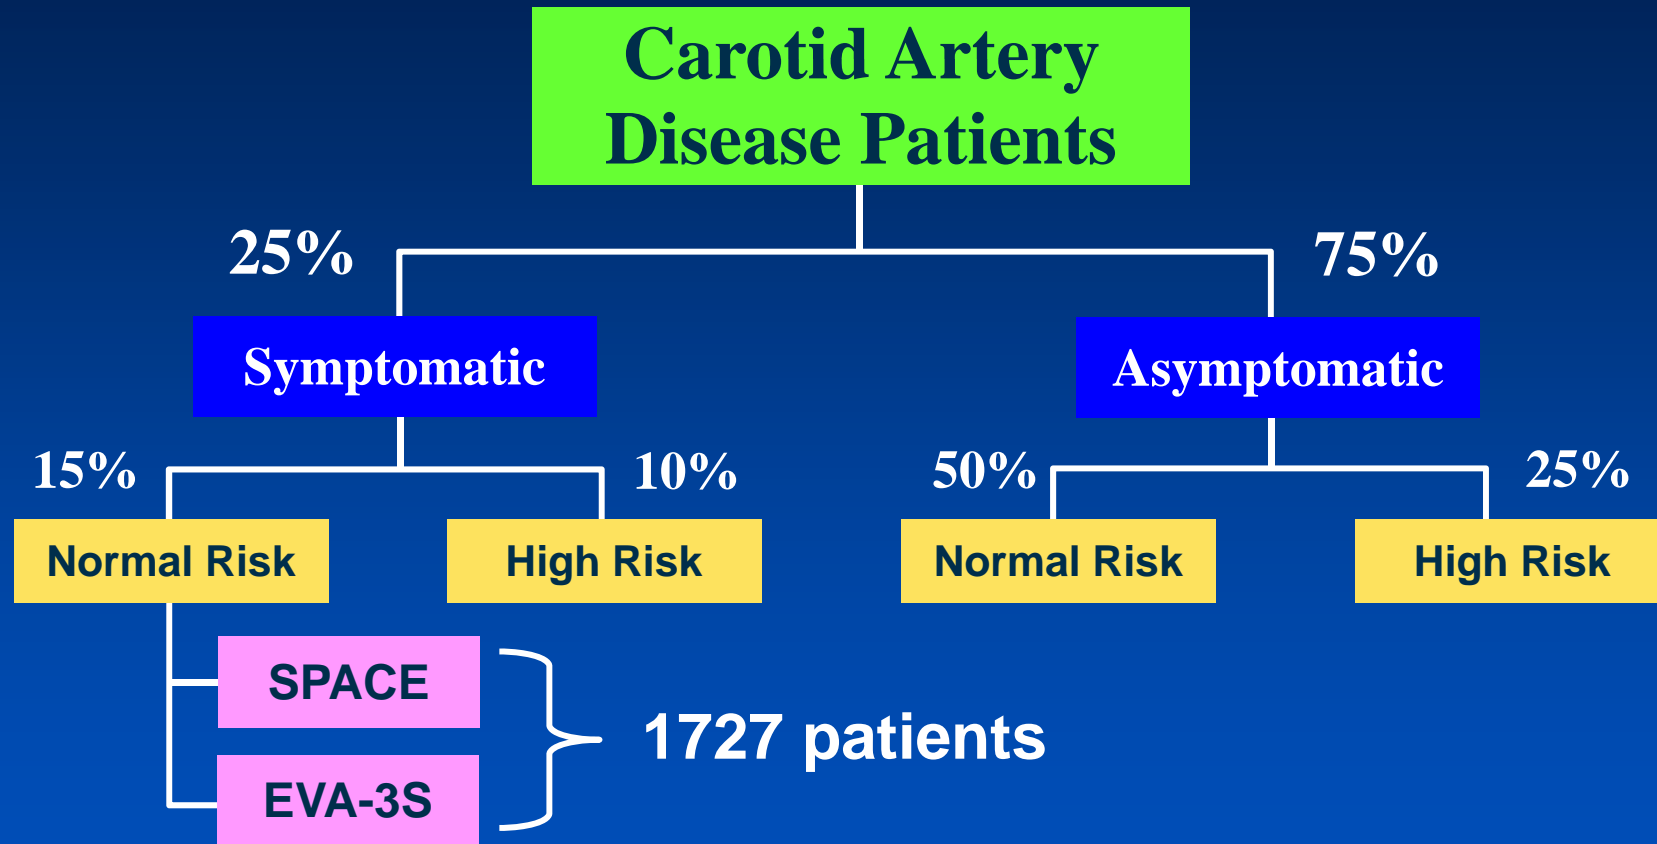 Carotid Artery
Disease Patients
25%
75%
Symptomatic
Asymptomatic
15%
10%
50%
25%
Normal Risk
High Risk
Normal Risk
High Risk
SPACE
1727 patients
EVA-3S